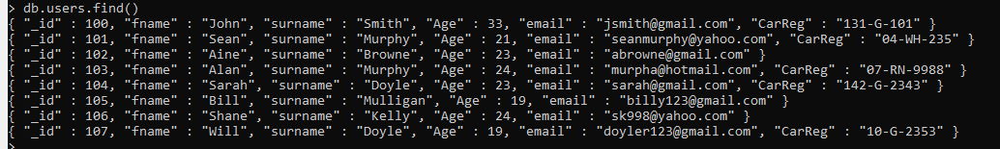 > db.users.find()
{ "_id" : 100, "fname" : "John", "surname" : "Smith", "Age" : 33, "email" : "jsmith@gmail.com", "CarReg" : "131-G-101" }
{ "_id" : 101, "fname" : "Sean", "surname" : "Murphy", "Age" : 21, "email" : "seanmurphy@yahoo.com", "CarReg" : "04-WH-235" }
{ "_id" : 102, "fname" : "Aine", "surname" : "Browne", "Age" : 23, "email" : "abrowne@gmail.com" }
{ "_id" : 103, "fname" : "Alan", "surname" : "Murphy", "Age" : 24, "email" : "murpha@hotmail.com", "CarReg" : "07-RN-9988" }
{ "_id" : 104, "fname" : "Sarah", "surname" : "Doyle", "Age" : 23, "email" : "sarah@gmail.com", "CarReg" : "142-G-2343" }
{ "_id" : 105, "fname" : "Bill", "surname" : "Mulligan", "Age" : 19, "email" : "billy123@gmail.com" }
{ "_id" : 106, "fname" : "Shane", "surname" : "Kelly", "Age" : 24, "email" : "sk998@yahoo.com" }
{ "_id" : 107, "fname" : "Will", "surname" : "Doyle", "Age" : 19, "email" : "doyler123@gmail.com", "CarReg" : "10-G-2353" }
>